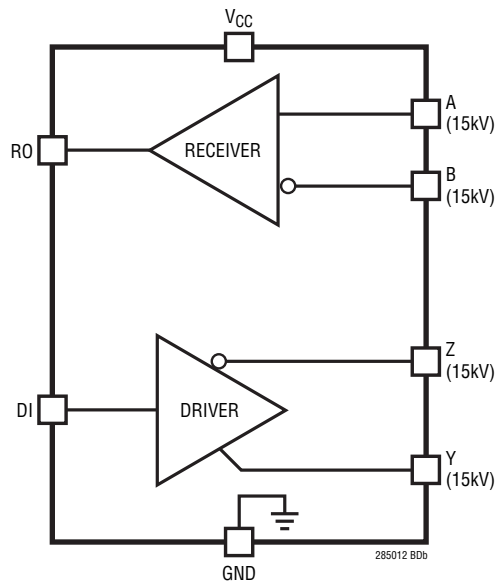 VCC
A
(15kV)
RO
RECEIVER
B
(15kV)
Z
(15kV)
DI
DRIVER
Y
(15kV)
285012 BDb
GND